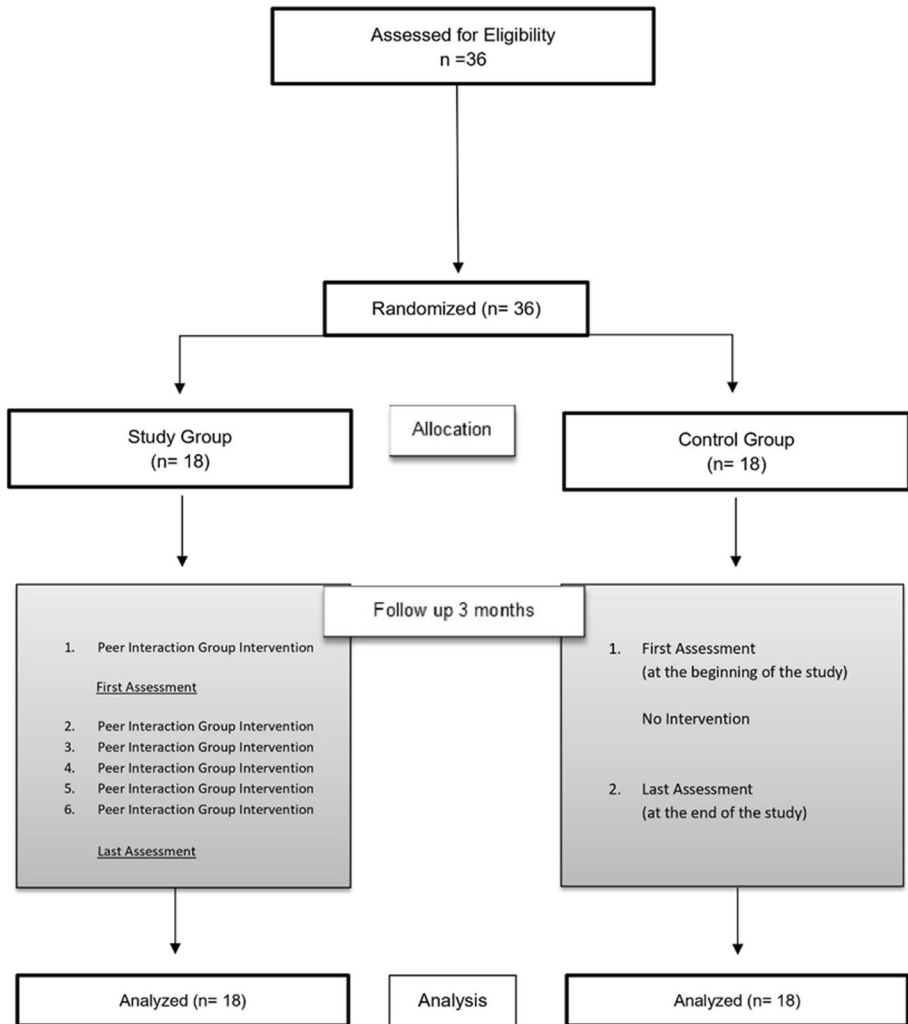 Assessed for Eligibility
n =36
Randomized (n= 36)
Study Group
(n= 18)
Allocation
Control Group
(n= 18)
Follow up 3 months
1. Peer Interaction Group Intervention
First Assessment
2. Peer Interaction Group Intervention
3. Peer Interaction Group Intervention
4. Peer Interaction Group Intervention
5. Peer Interaction Group Intervention
6. Peer Interaction Group Intervention
Last Assessment
1. First Assessment
(at the beginning of the study)
No Intervention
2. Last Assessment
(at the end of the study)
Analyzed (n= 18)
Analysis
Analyzed (n= 18)